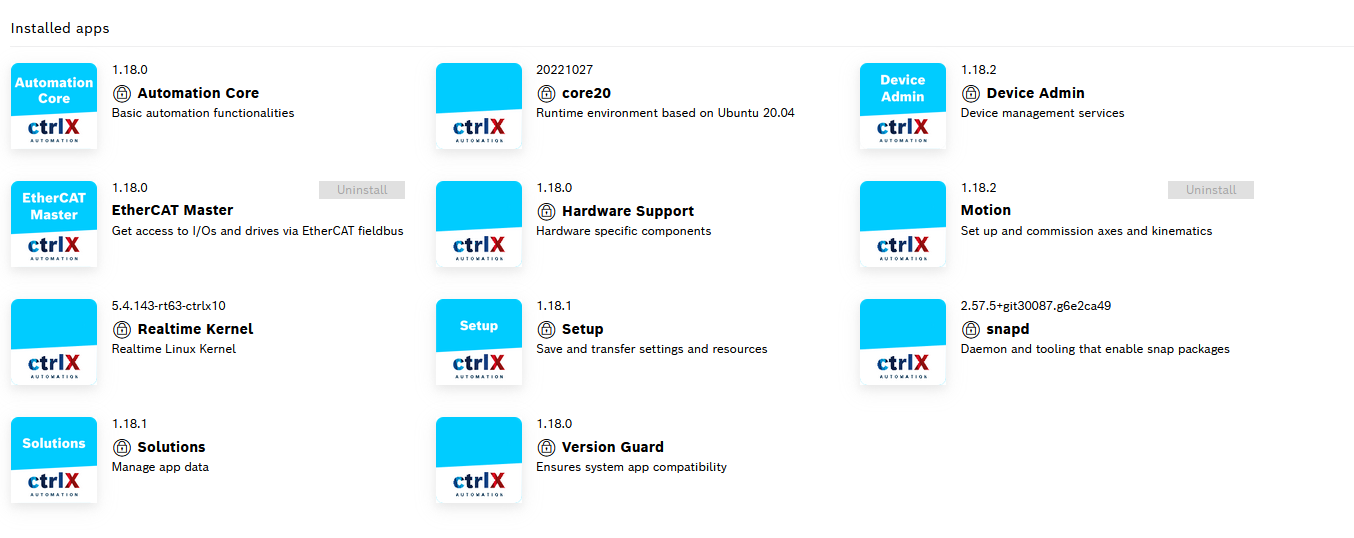 Installed apps
Automation
Core
ctrlX
AUTOMATION
1.18.0
Automation Core
Basic automation functionalities
ctrlX
AUTOMATION
20221027
core20
Runtime environment based on Ubuntu 20.04
Device
Admin
ctrlX
AUTOMATION
1.18.2
Device Admin
Device management services
EtherCAT
Master
ctrlX
AUTOMATION
1.18.0
Uninstall
EtherCAT Master
Get access to I/Os and drives via EtherCAT fieldbus
ctrlX
AUTOMATION
1.18.0
Hardware Support
Hardware specific components
ctrlX
AUTOMATION
1.18.2
Uninstall
Motion
Set up and commission axes and kinematics
ctrlX
AUTOMATION
5.4.143-rt63-ctrlx10
Realtime Kernel
Realtime Linux Kernel
Setup
ctrlX
AUTOMATION
1.18.1
Setup
Save and transfer settings and resources
ctrlX
AUTOMATION
2.57.5+git30087.g6e2ca49
snapd
Daemon and tooling that enable snap packages
Solutions
ctrlX
AUTOMATION
1.18.1
Solutions
Manage app data
ctrlX
AUTOMATION
1.18.0
Version Guard
Ensures system app compatibility